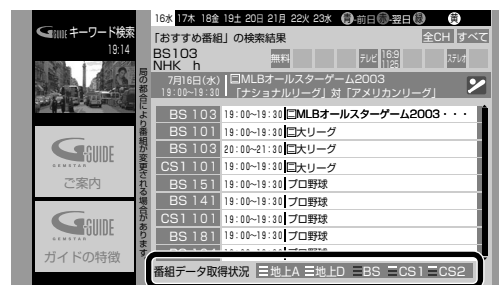 GGUIDE キーワード検索
19:14
GGUIDE
GEMSTAR
ご案内
GGUIDE
GEMSTAR
ガイドの特徴
局の都合により番組が変更される場合があります
16水 17木 18金 19土 20日 21月 22火 23水 青-前日 赤-翌日 緑 黄
「おすすめ番組」の検索結果 全CH すべて
BS103
NHK h 無料 テレビ 16:9 1125i ステレオ
7月16日(水) 日MLBオールスターゲーム2003
19:00~19:30 「ナショナルリーグ」対「アメリカンリーグ」
BS 103 19:00~19:30 日MLBオールスターゲーム2003・・・
BS 101 19:00~19:30 日大リーグ
BS 103 20:00~21:30 日大リーグ
CS1 101 19:00~19:30 日大リーグ
BS 151 19:00~19:30 プロ野球
BS 141 19:00~19:30 プロ野球
CS1 101 19:00~19:30 プロ野球
BS 181 19:00~19:30 プロ野球
番組データ取得状況 地上A 地上D BS CS1 CS2